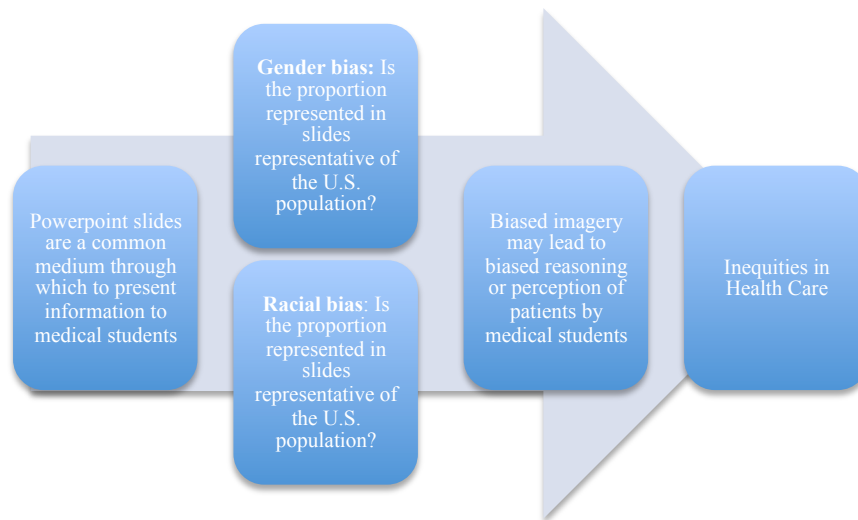 Powerpoint slides
are a common
medium through
which to present
information to
medical students
Gender bias: Is
the proportion
represented in
slides
representative of
the U.S.
population?
Racial bias: Is
the proportion
represented in
slides
representative of
the U.S.
population?
Biased imagery
may lead to
biased reasoning
or perception of
patients by
medical students
Inequities in
Health Care